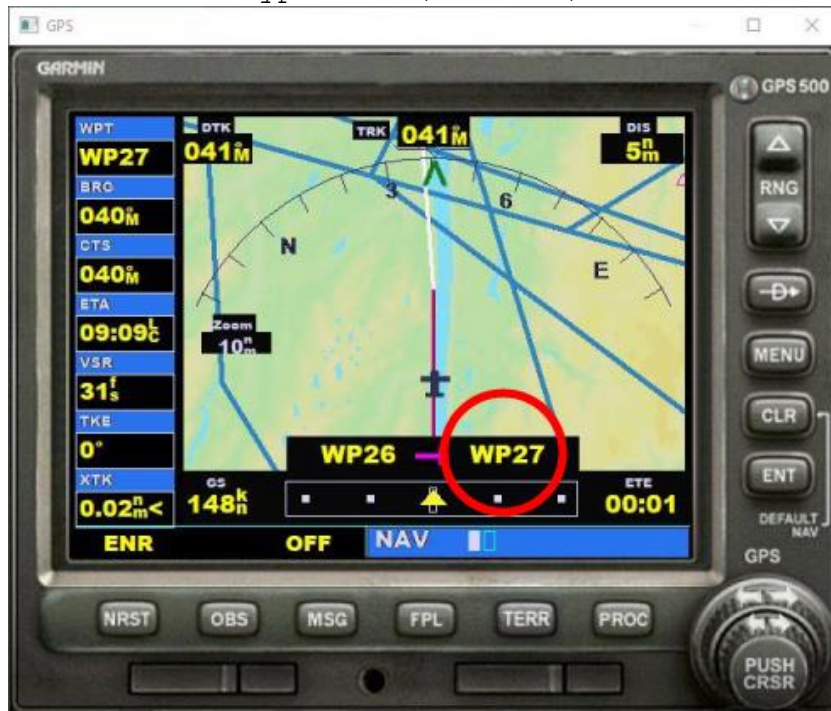 GPS
GARMIN
GPS 500
WPT
WP27
BRG
040°M
CTS
040°M
ETA
09:09
VSR
31fs
TKE
0°
XTK
0.02nm<
DTK
041°M
TRK 041°M
DIS
5nm
N
3
6
E
Zoom
10nm
WP26
WP27
GS
148
ETE
00:01
ENR
OFF
NAV
RNG
D
MENU
CLR
ENT
DEFAULT
NAV
GPS
NRST
OBS
MSG
FPL
TERR
PROC
PUSH
CRSR